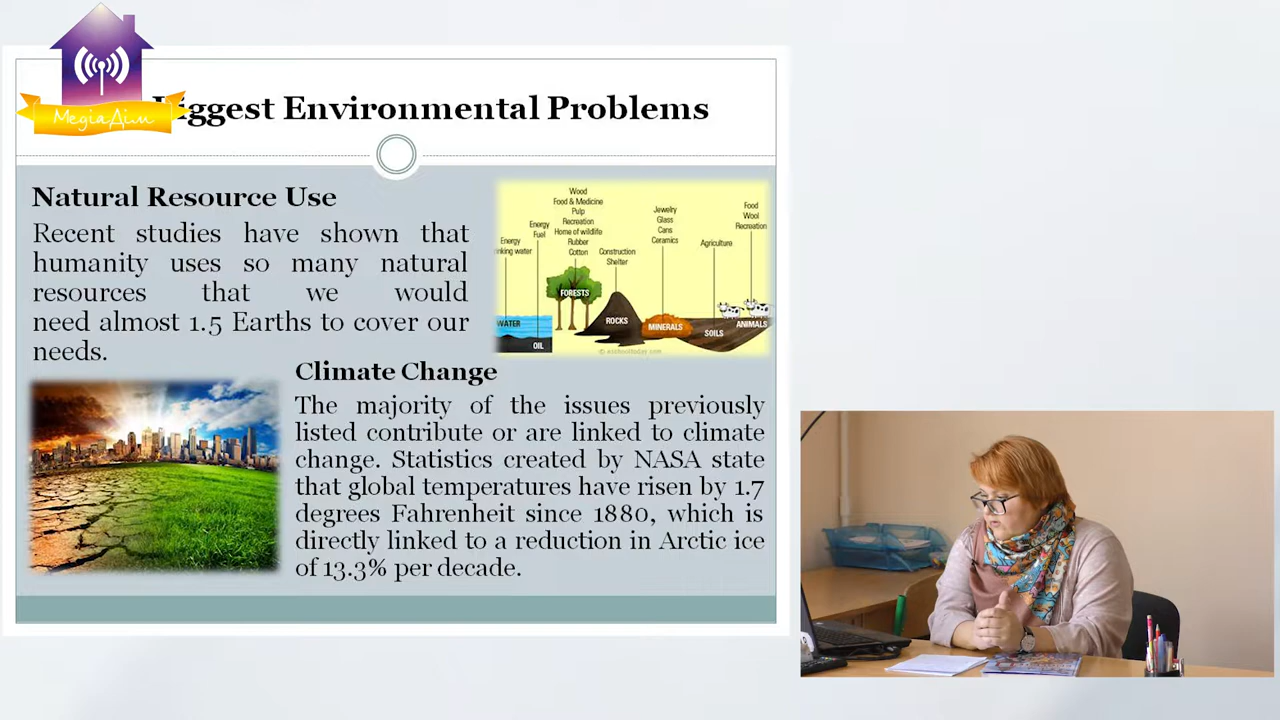 МедіаДім
Biggest Environmental Problems
Natural Resource Use
Recent studies have shown that
humanity uses so many natural
resources that we would
need almost 1.5 Earths to cover our
needs.
Wood
Food & Medicine
Pulp
Recreation
Home of wildlife
Rubber
Cotton
Energy
Fuel
Energy
inking water
Construction
Shelter
Jewelry
Glass
Cans
Ceramics
Agriculture
Food
Wool
Recreation
FORESTS
WATER
OIL
ROCKS
MINERALS
SOILS
ANIMALS
Climate Change
The majority of the issues previously
listed contribute or are linked to climate
change. Statistics created by NASA state
that global temperatures have risen by 1.7
degrees Fahrenheit since 1880, which is
directly linked to a reduction in Arctic ice
of 13.3% per decade.